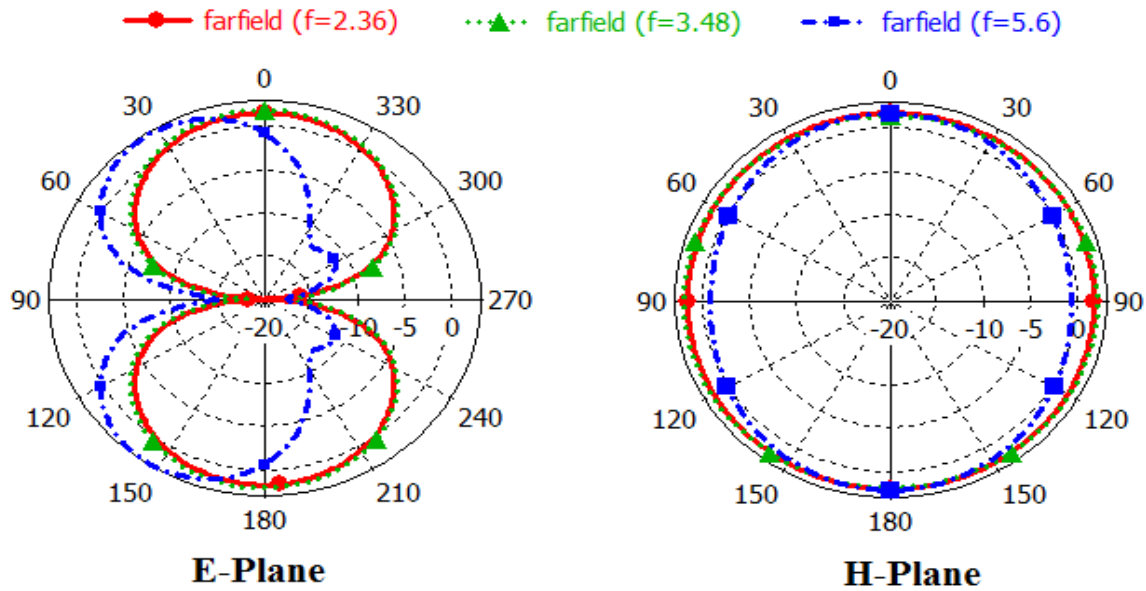 farfield (f=2.36) farfield (f=3.48) farfield (f=5.6)
0 0
30 330 30 30
60 300 60 60
90 -20 -10 -5 0 270 90 -20 -10 -5 0 90
120 240 120 120
150 210 150 150
180 180
E-Plane H-Plane